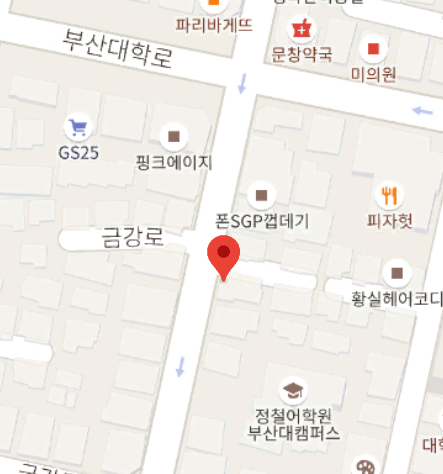 파리바게뜨
부산대학로
문창약국
미의원
GS25
핑크에이지
폰SGP껍데기
피자헛
금강로
황실헤어코디
정철어학원
부산대캠퍼스